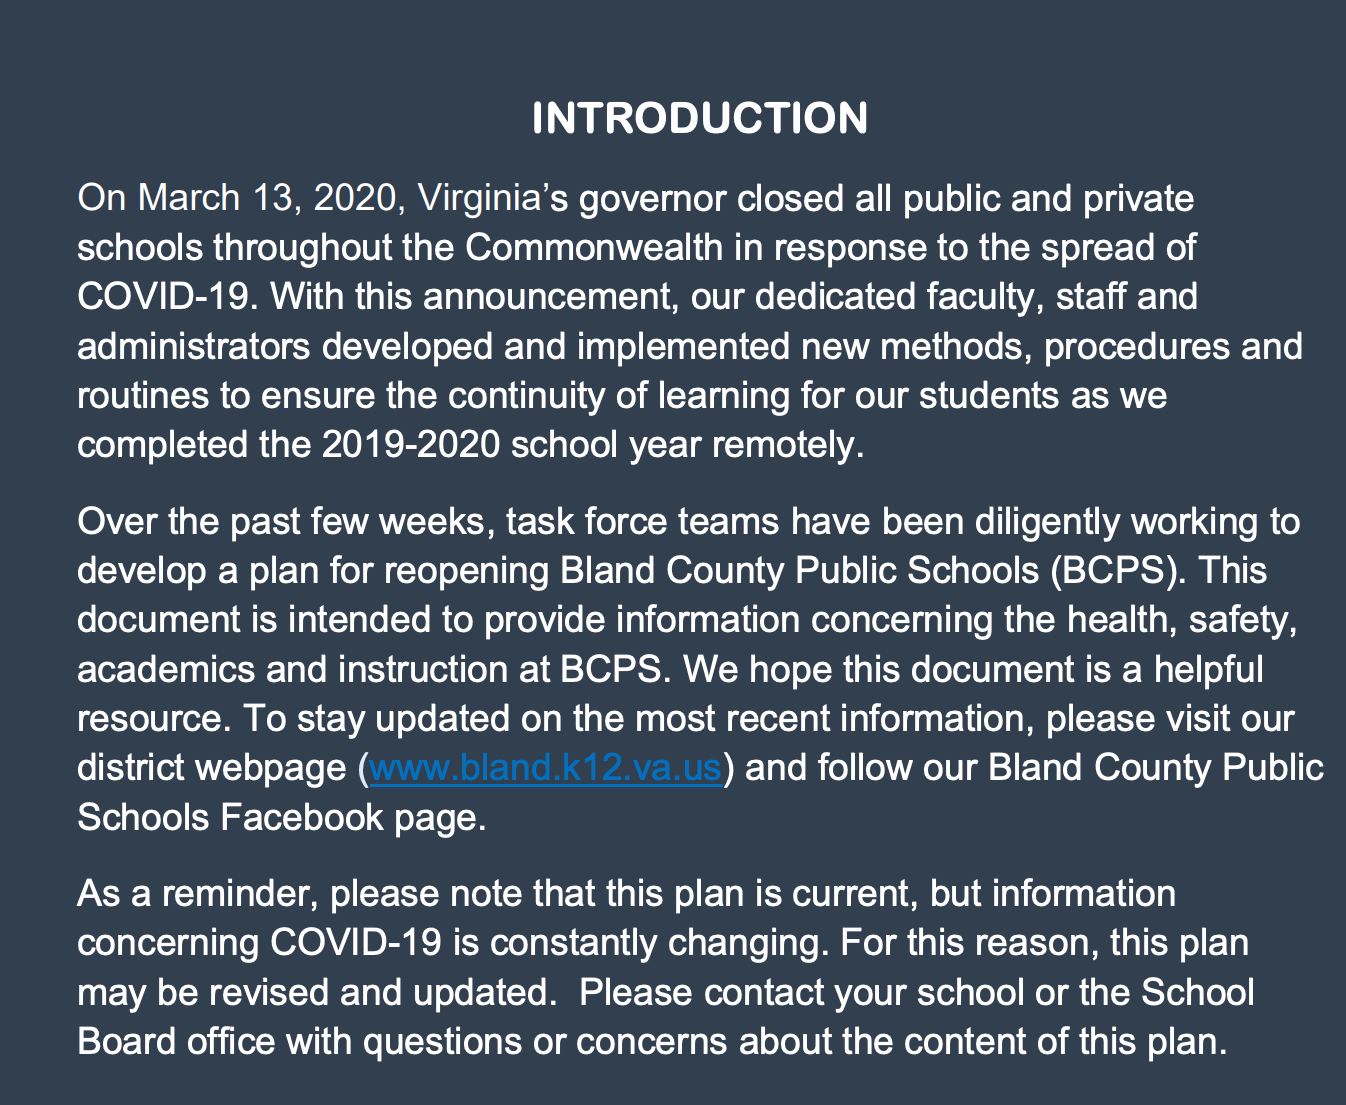 INTRODUCTION
On March 13, 2020, Virginia’s governor closed all public and private
schools throughout the Commonwealth in response to the spread of
COVID-19. With this announcement, our dedicated faculty, staff and
administrators developed and implemented new methods, procedures and
routines to ensure the continuity of learning for our students as we
completed the 2019-2020 school year remotely.
Over the past few weeks, task force teams have been diligently working to
develop a plan for reopening Bland County Public Schools (BCPS). This
document is intended to provide information concerning the health, safety,
academics and instruction at BCPS. We hope this document is a helpful
resource. To stay updated on the most recent information, please visit our
district webpage (www.bland.k12.va.us) and follow our Bland County Public
Schools Facebook page.
As a reminder, please note that this plan is current, but information
concerning COVID-19 is constantly changing. For this reason, this plan
may be revised and updated.  Please contact your school or the School
Board office with questions or concerns about the content of this plan.